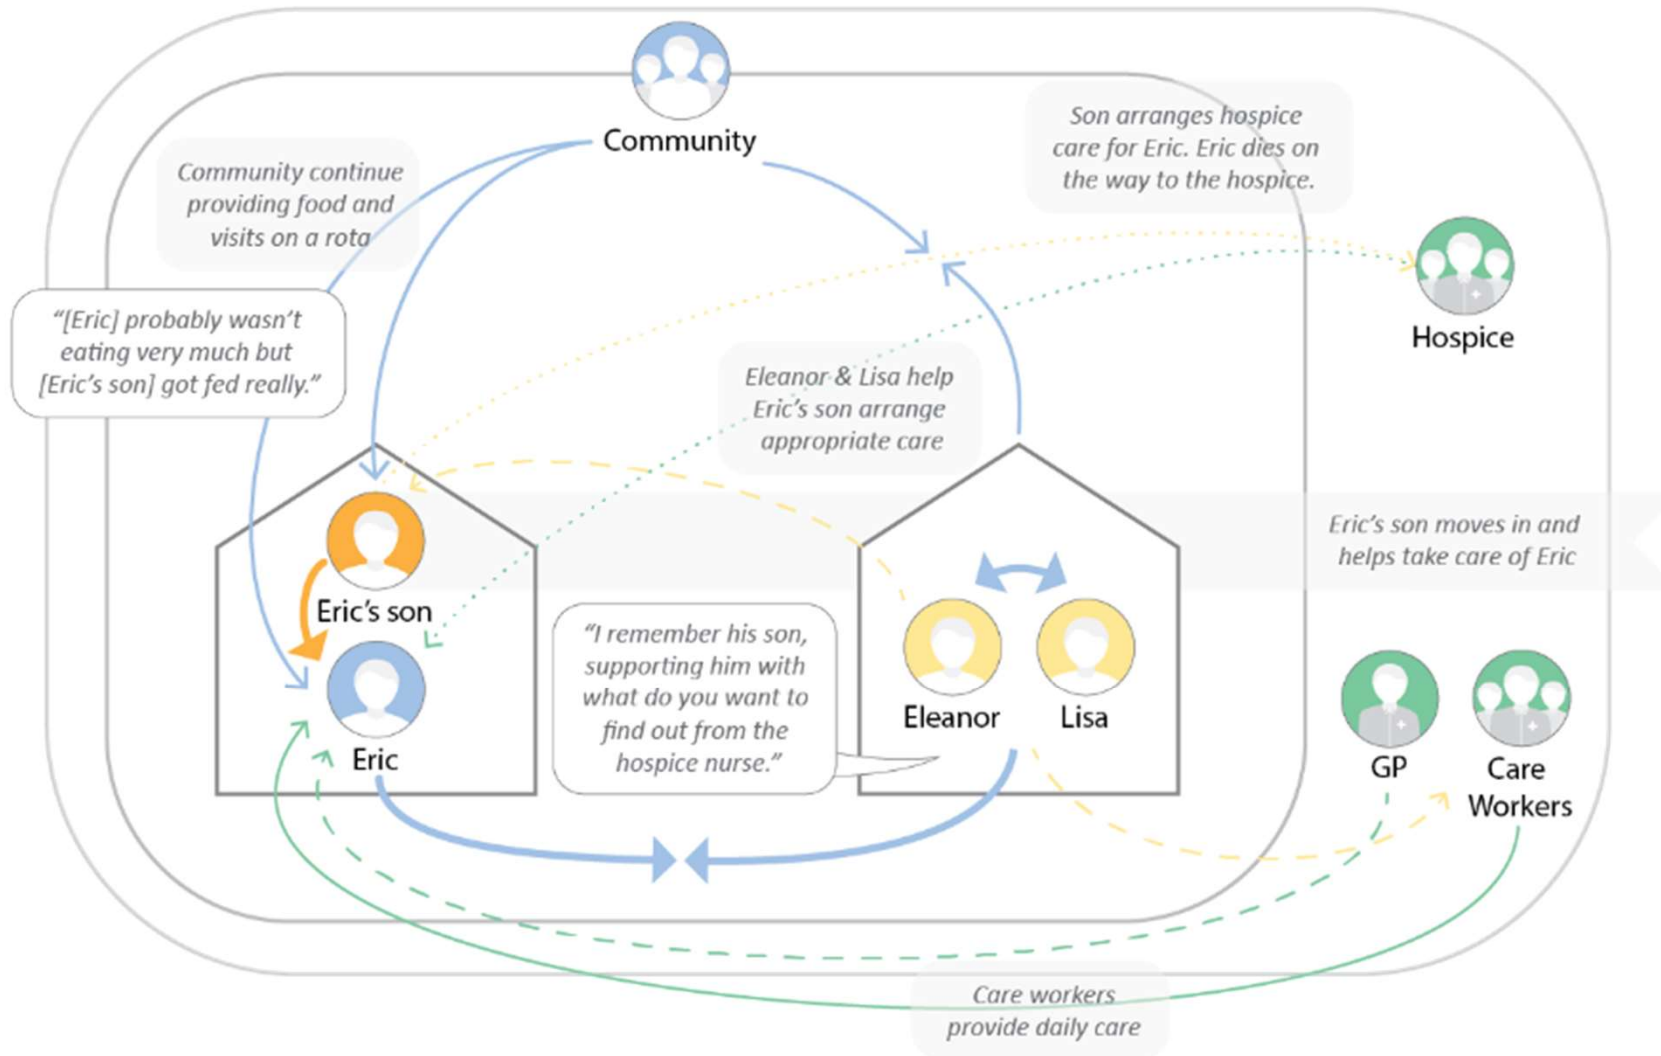 Community
Community continue
providing food and
visits on a rota
Son arranges hospice
care for Eric. Eric dies on
the way to the hospice.
“[Eric] probably wasn’t
eating very much but
[Eric’s son] got fed really.”
Hospice
Eleanor & Lisa help
Eric’s son arrange
appropriate care
Eric’s son moves in and
helps take care of Eric
Eric’s son
Eric
“I remember his son,
supporting him with
what do you want to
find out from the
hospice nurse.”
Eleanor
Lisa
GP
Care
Workers
Care workers
provide daily care